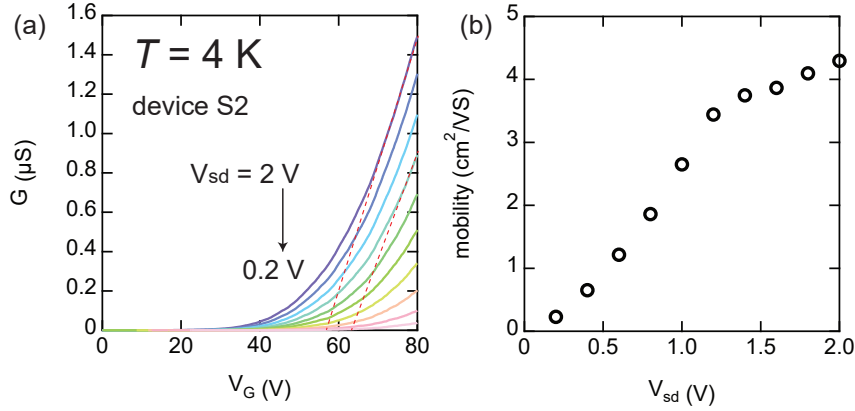 (a)
1.6
1.4
1.2
1.0
0.8
0.6
0.4
0.2
0
G (μS)
T = 4 K
device S2
Vsd = 2 V
0.2 V
0
20
40
60
80
VG (V)
(b)
5
4
3
2
1
0
mobility (cm²/VS)
0
0.5
1.0
1.5
2.0
Vsd (V)